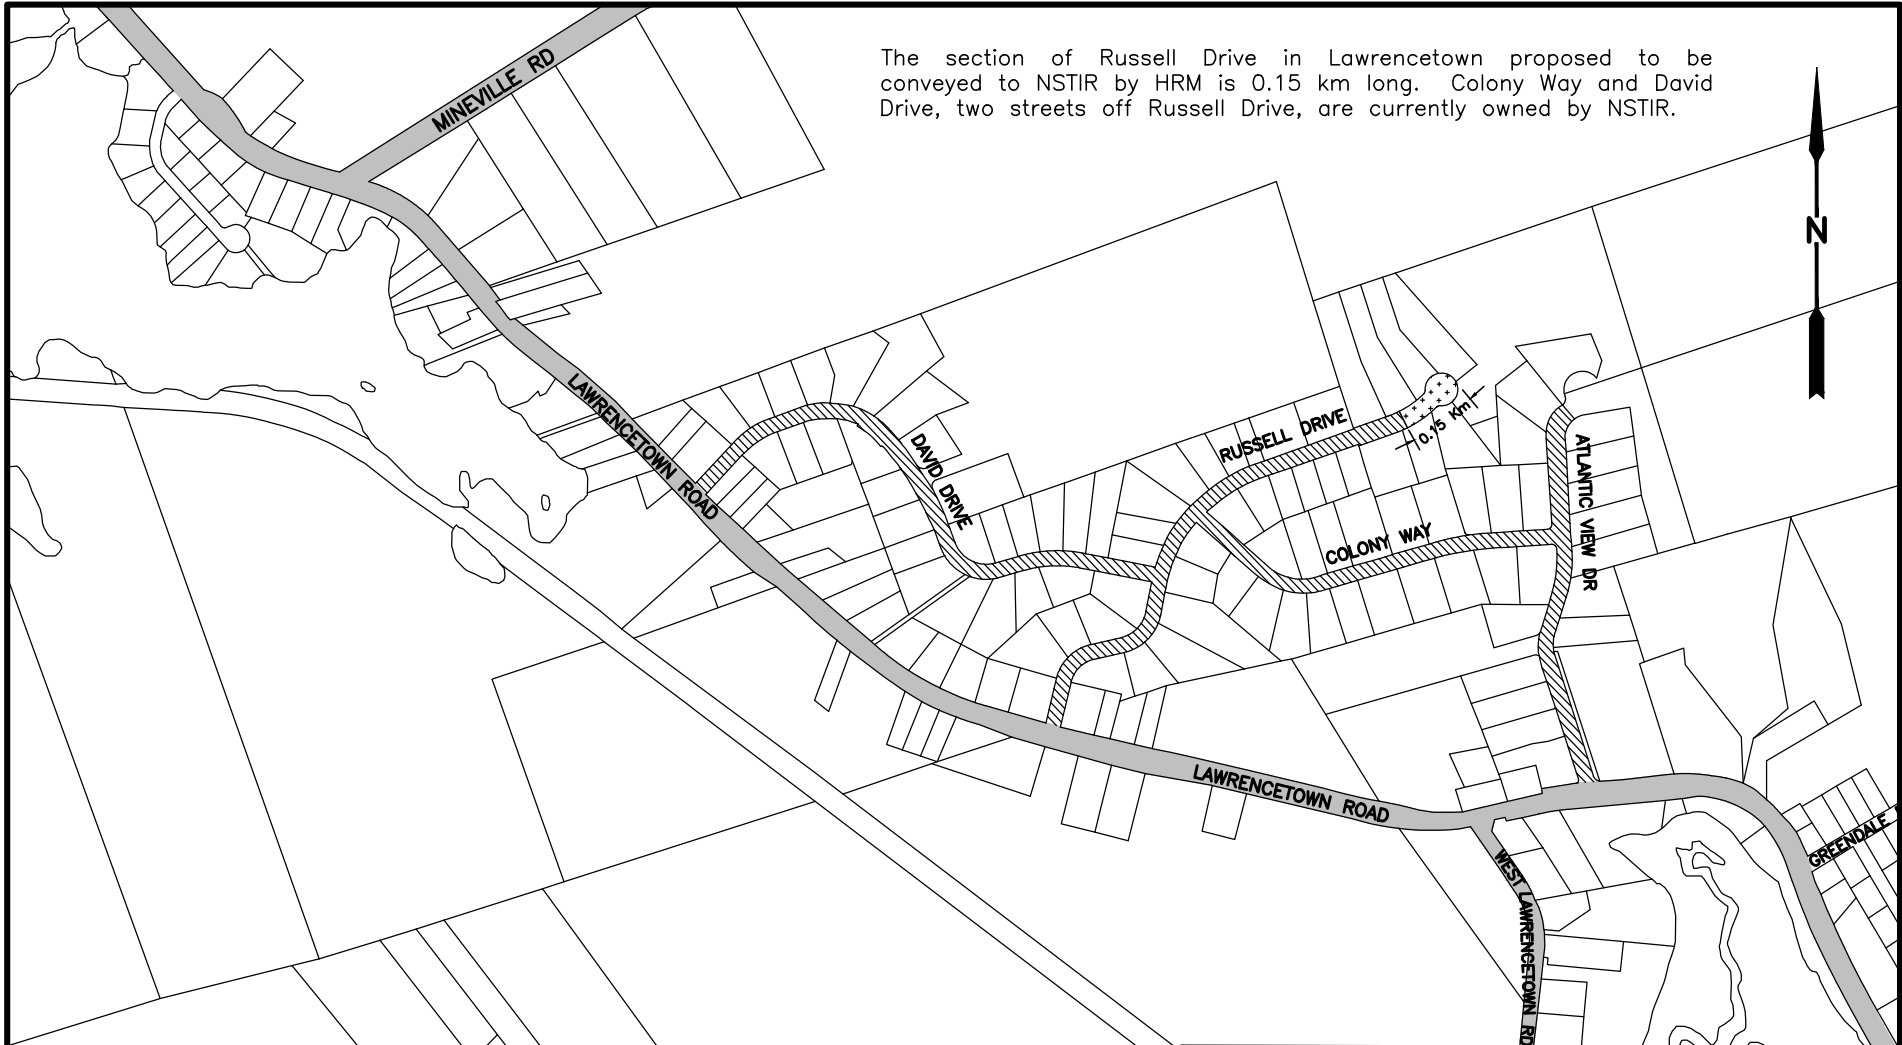 The section of Russell Drive in Lawrencetown proposed to be
conveyed to NSTIR by HRM is 0.15 km long. Colony Way and David
Drive, two streets off Russell Drive, are currently owned by NSTIR.
MINEVILLE RD
N
LAWRENCETOWN ROAD
DAVID DRIVE
RUSSELL DRIVE
0.15 Km
ATLANTIC VIEW DR
COLONY WAY
LAWRENCETOWN ROAD
GREENDALE
WEST LAWRENCETOWN RD